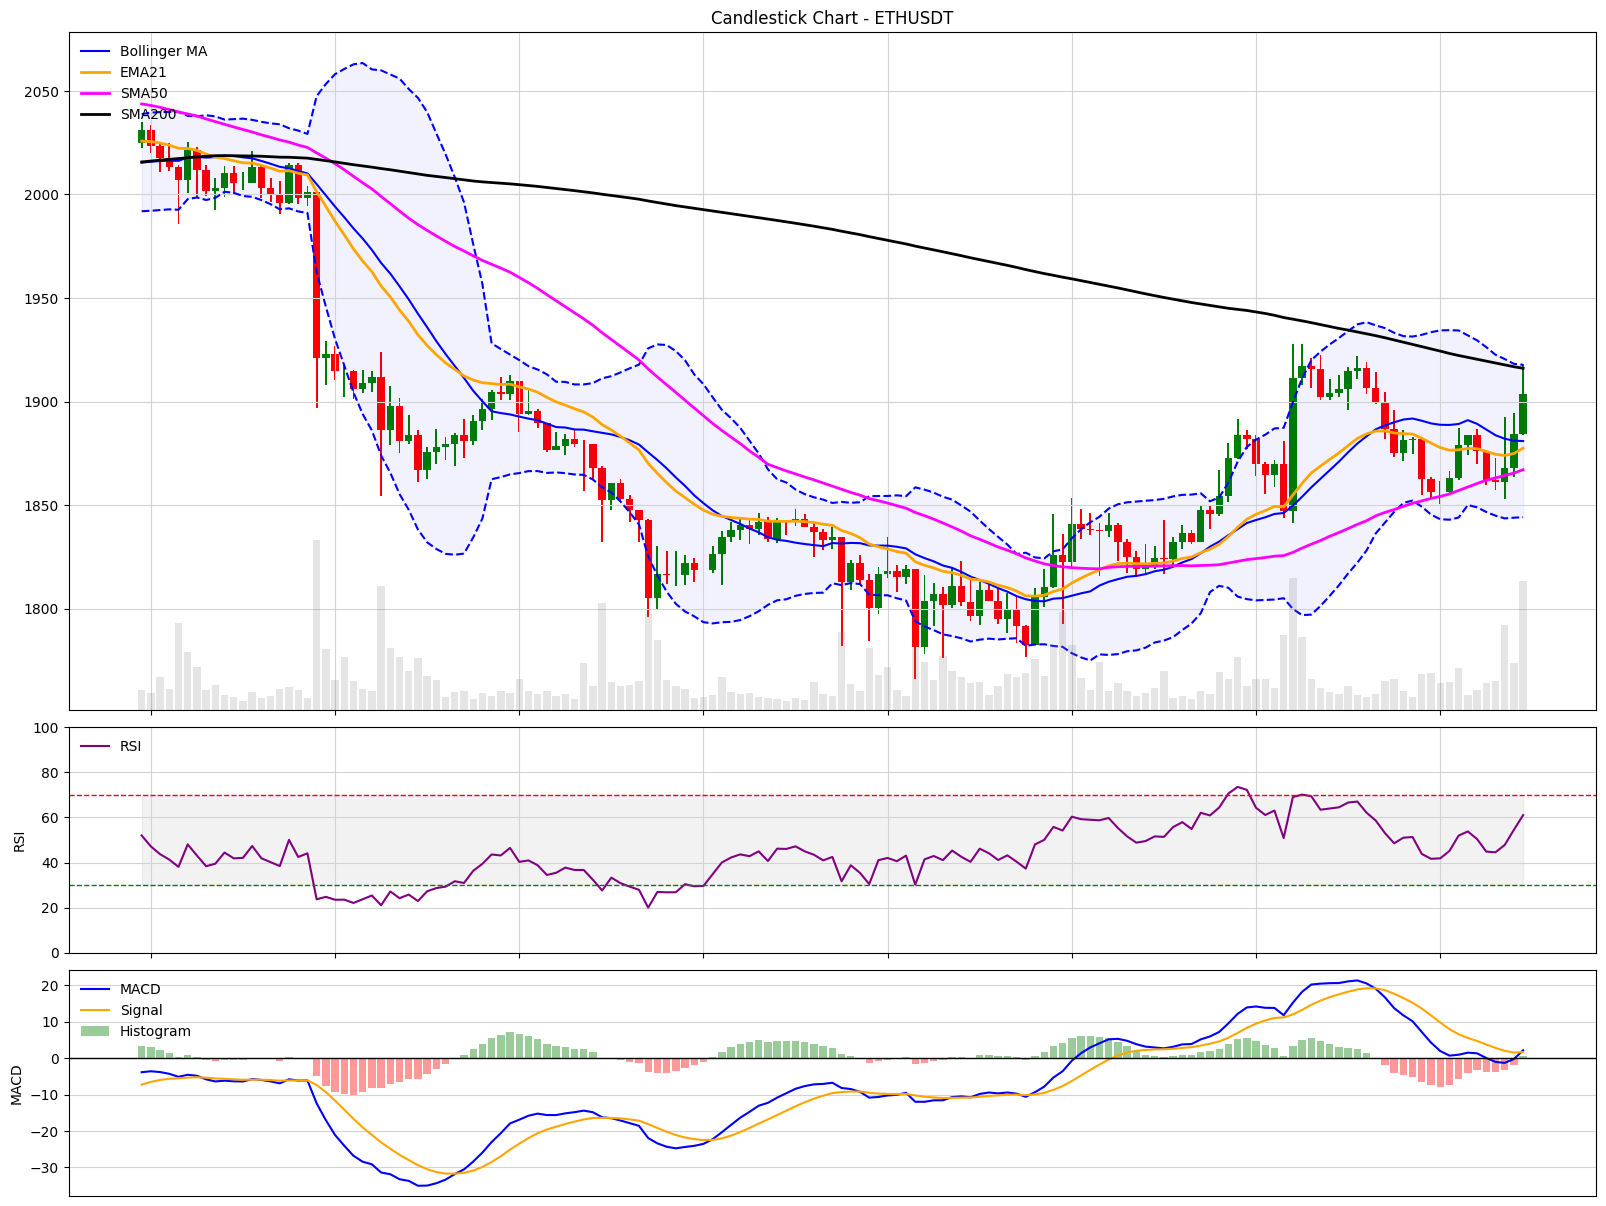 Candlestick Chart - ETHUSDT
Bollinger MA
EMA21
SMA50
SMA200
2050
2000
1950
1900
1850
1800
RSI
100
80
60
40
20
0
RSI
MACD
Signal
Histogram
20
10
0
−10
−20
−30
MACD